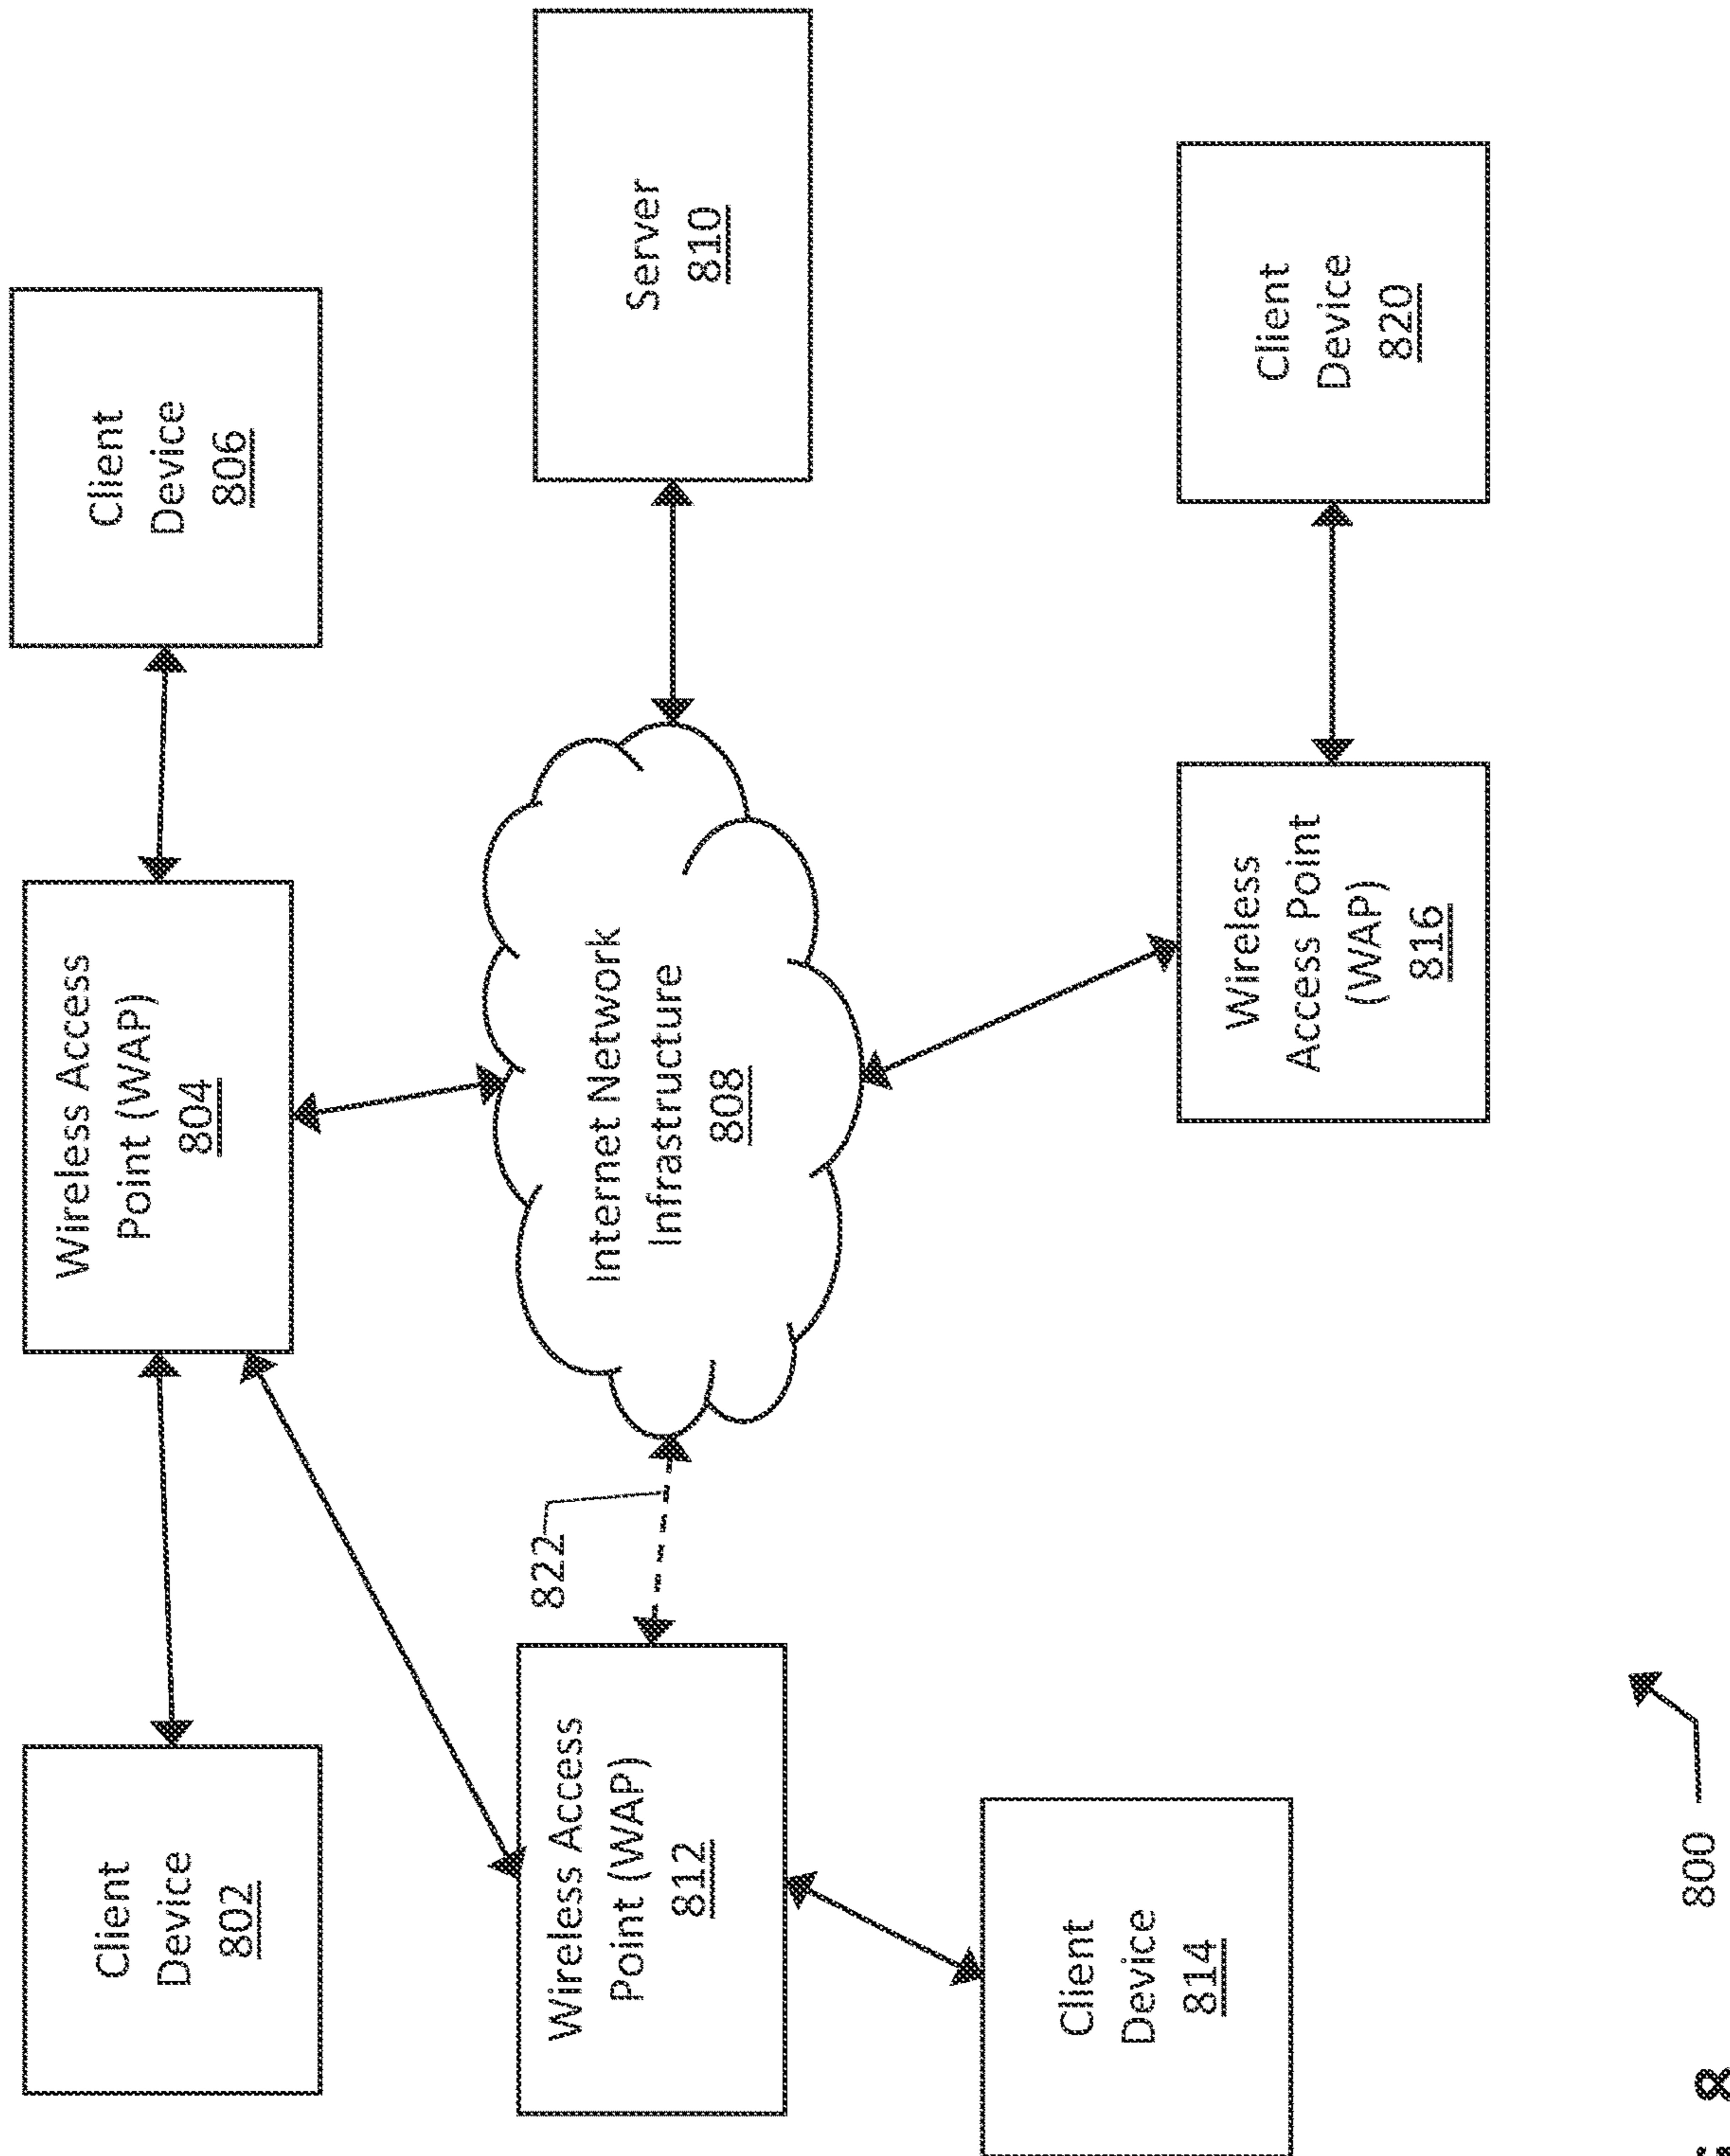 Client
Device
802
Wireless Access
Point (WAP)
804
Client
Device
806
822
Wireless Access
Point (WAP)
812
Internet Network
Infrastructure
808
Server
810
Client
Device
814
Wireless
Access Point
(WAP)
816
Client
Device
820
800
8